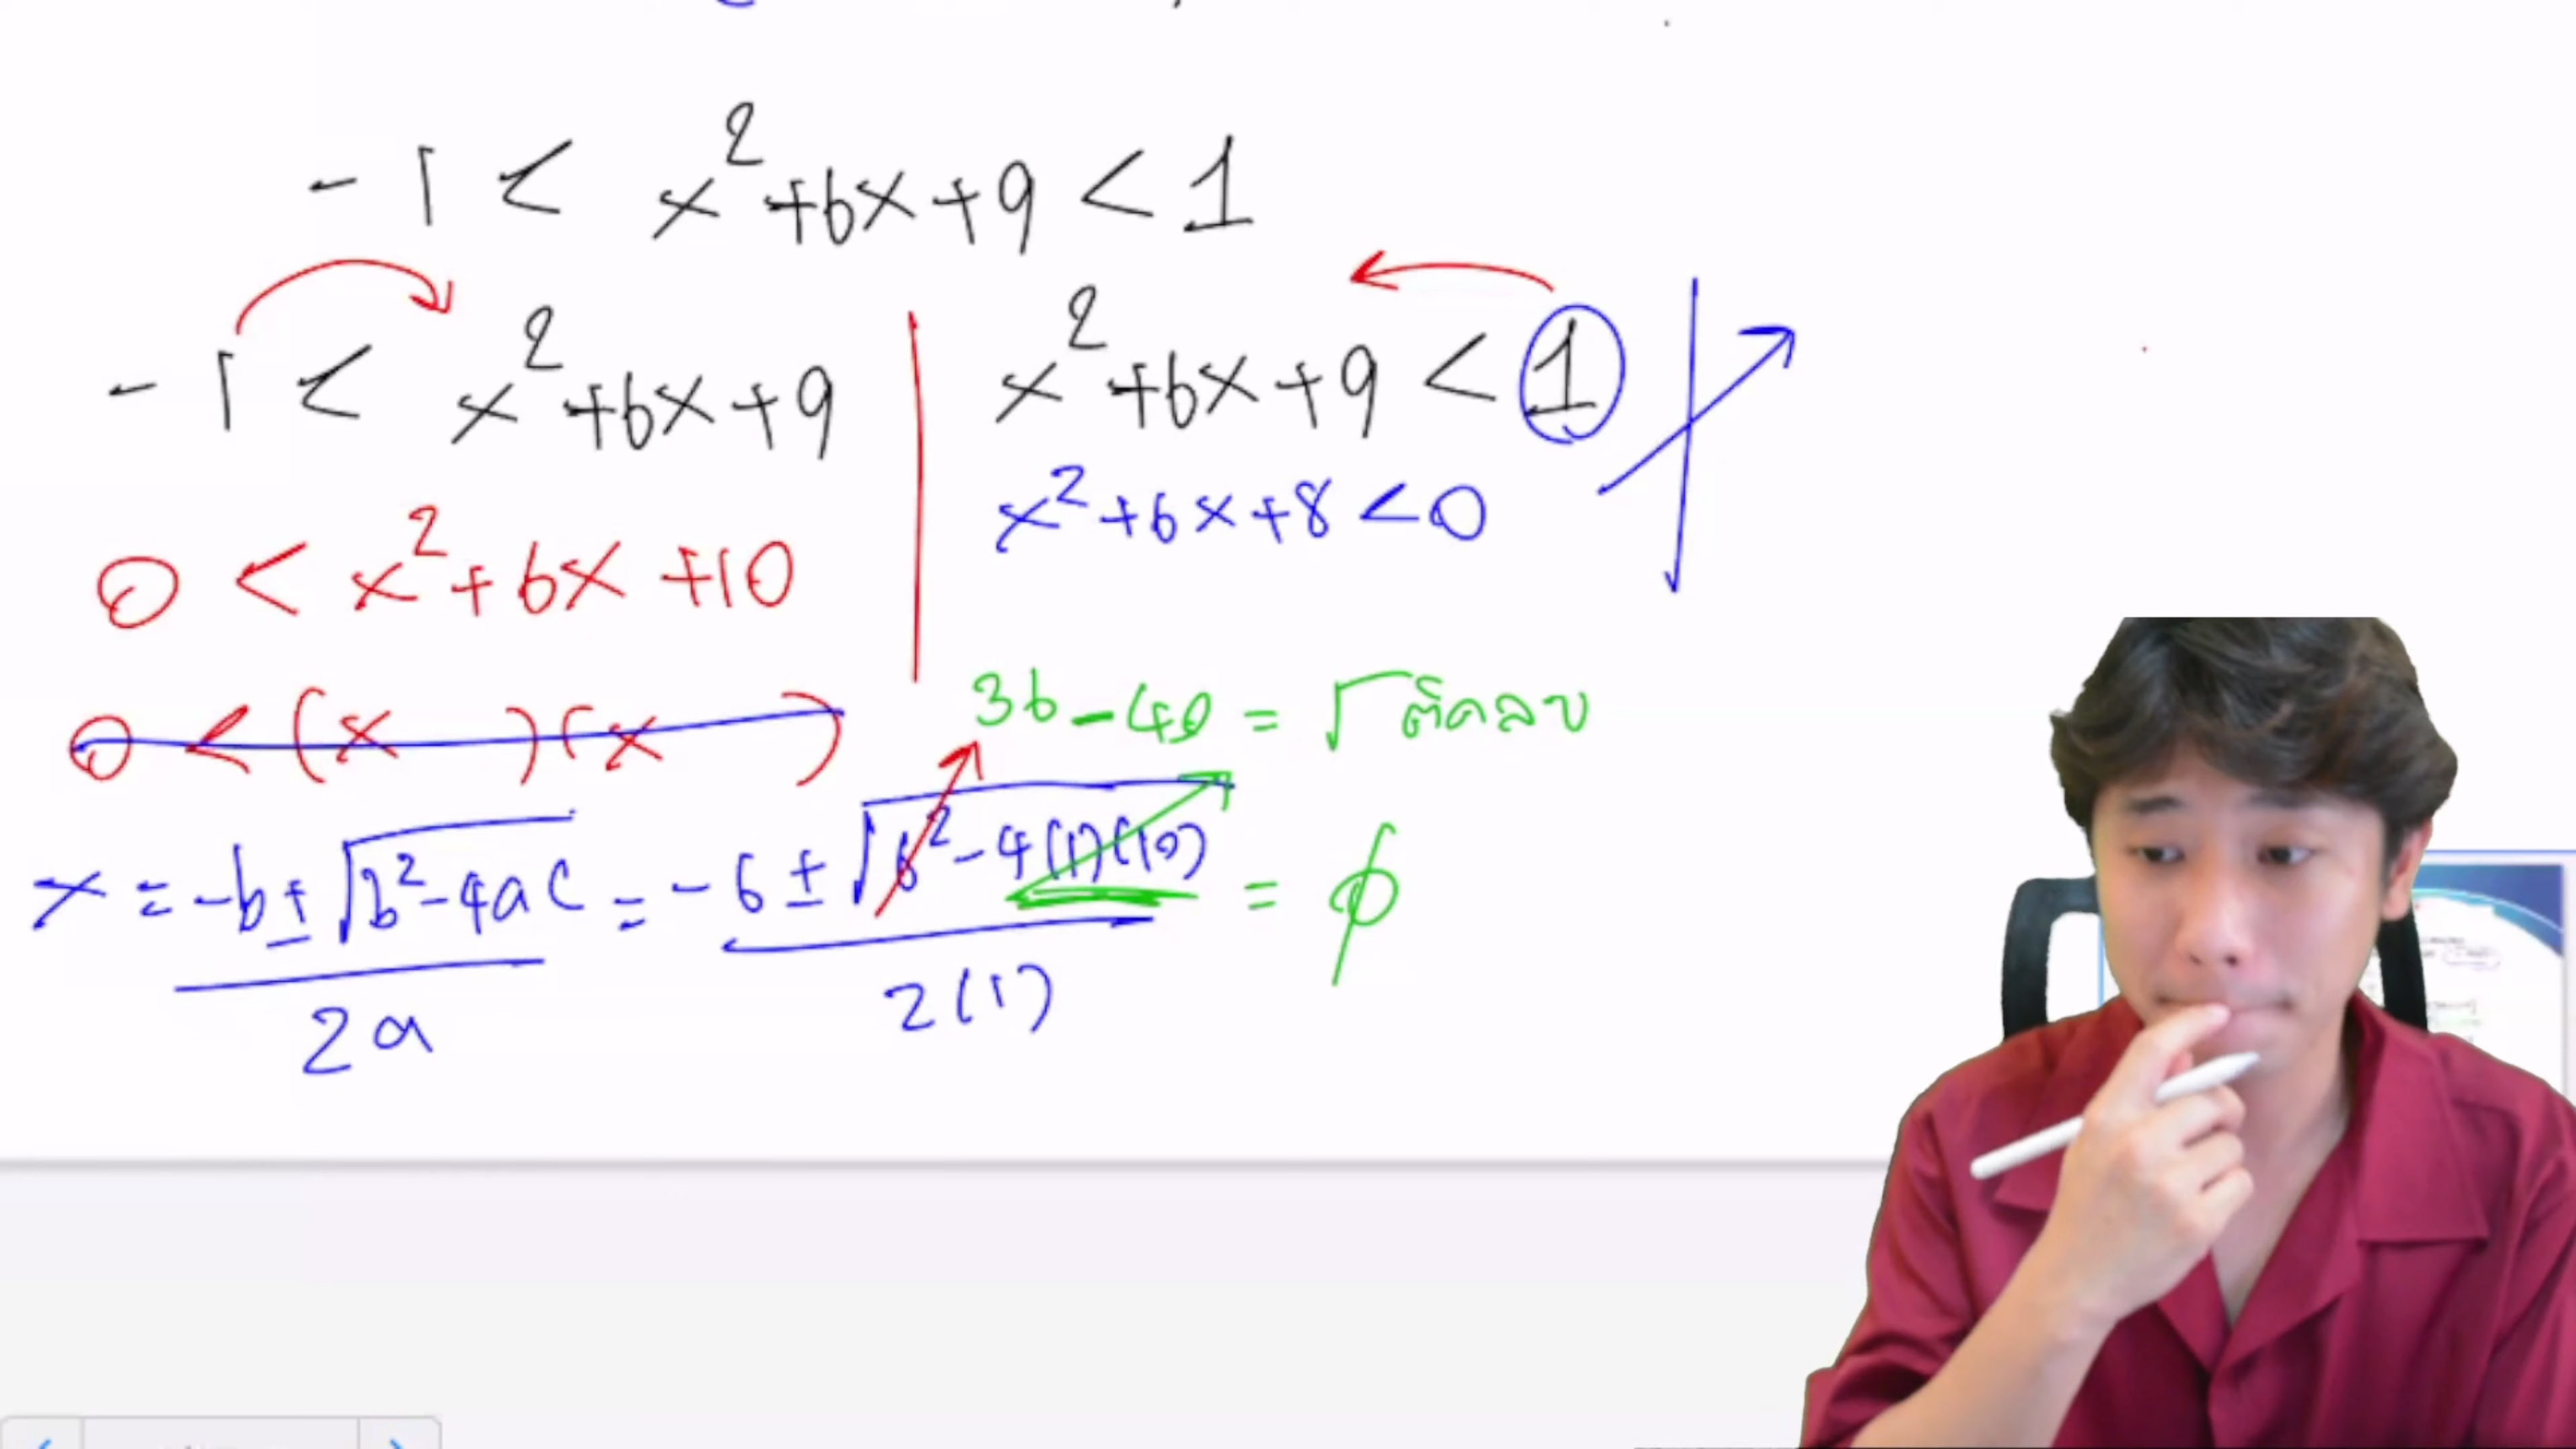 -1 < x² + 6x + 9 < 1
-1 < x² + 6x + 9
x² + 6x + 9 < 1
0 < x² + 6x + 10
x² + 6x + 8 < 0
0 < (x )(x )
36 - 40 = √ติดลบ
x = -b ± √b² - 4ac / 2a = -6 ± √6² - 4(1)(10) / 2(1) = ∅